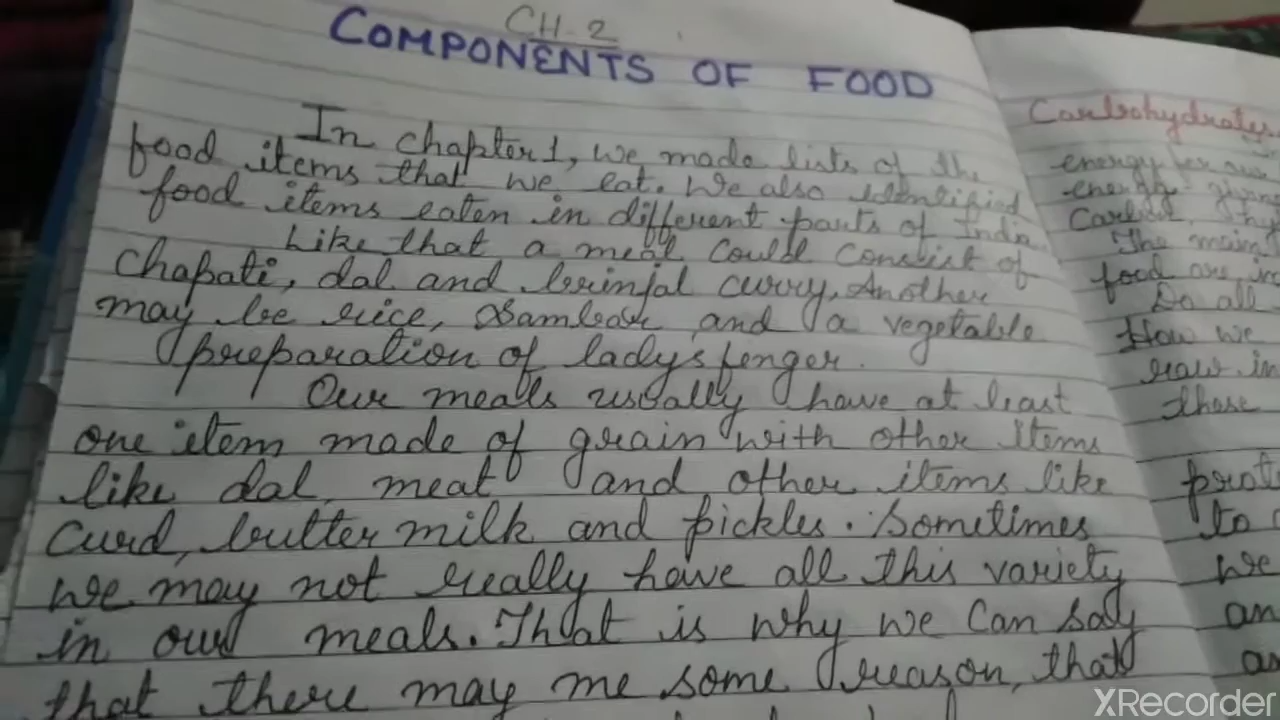 CH. 2
COMPONENTS OF FOOD
In Chapter 1, we made lists of the
food items that we eat. We also identified
food items eaten in different parts of India
Like that a meal could consist of
Chapati, dal and brinjal curry, Another
may be rice, Sambar and a vegetable
preparation of lady's fenger.
Our meals usually have at least
one item made of grain with other items
like dal, meat and other items like
Curd, butter milk and pickles. Sometimes
we may not really have all this variety
in our meals. That is why we Can say
that there may me some reason, that
Carbohydrates
energy
energy
The main
food are in
Do all
How we
raw in
these
to
we
XRecorder